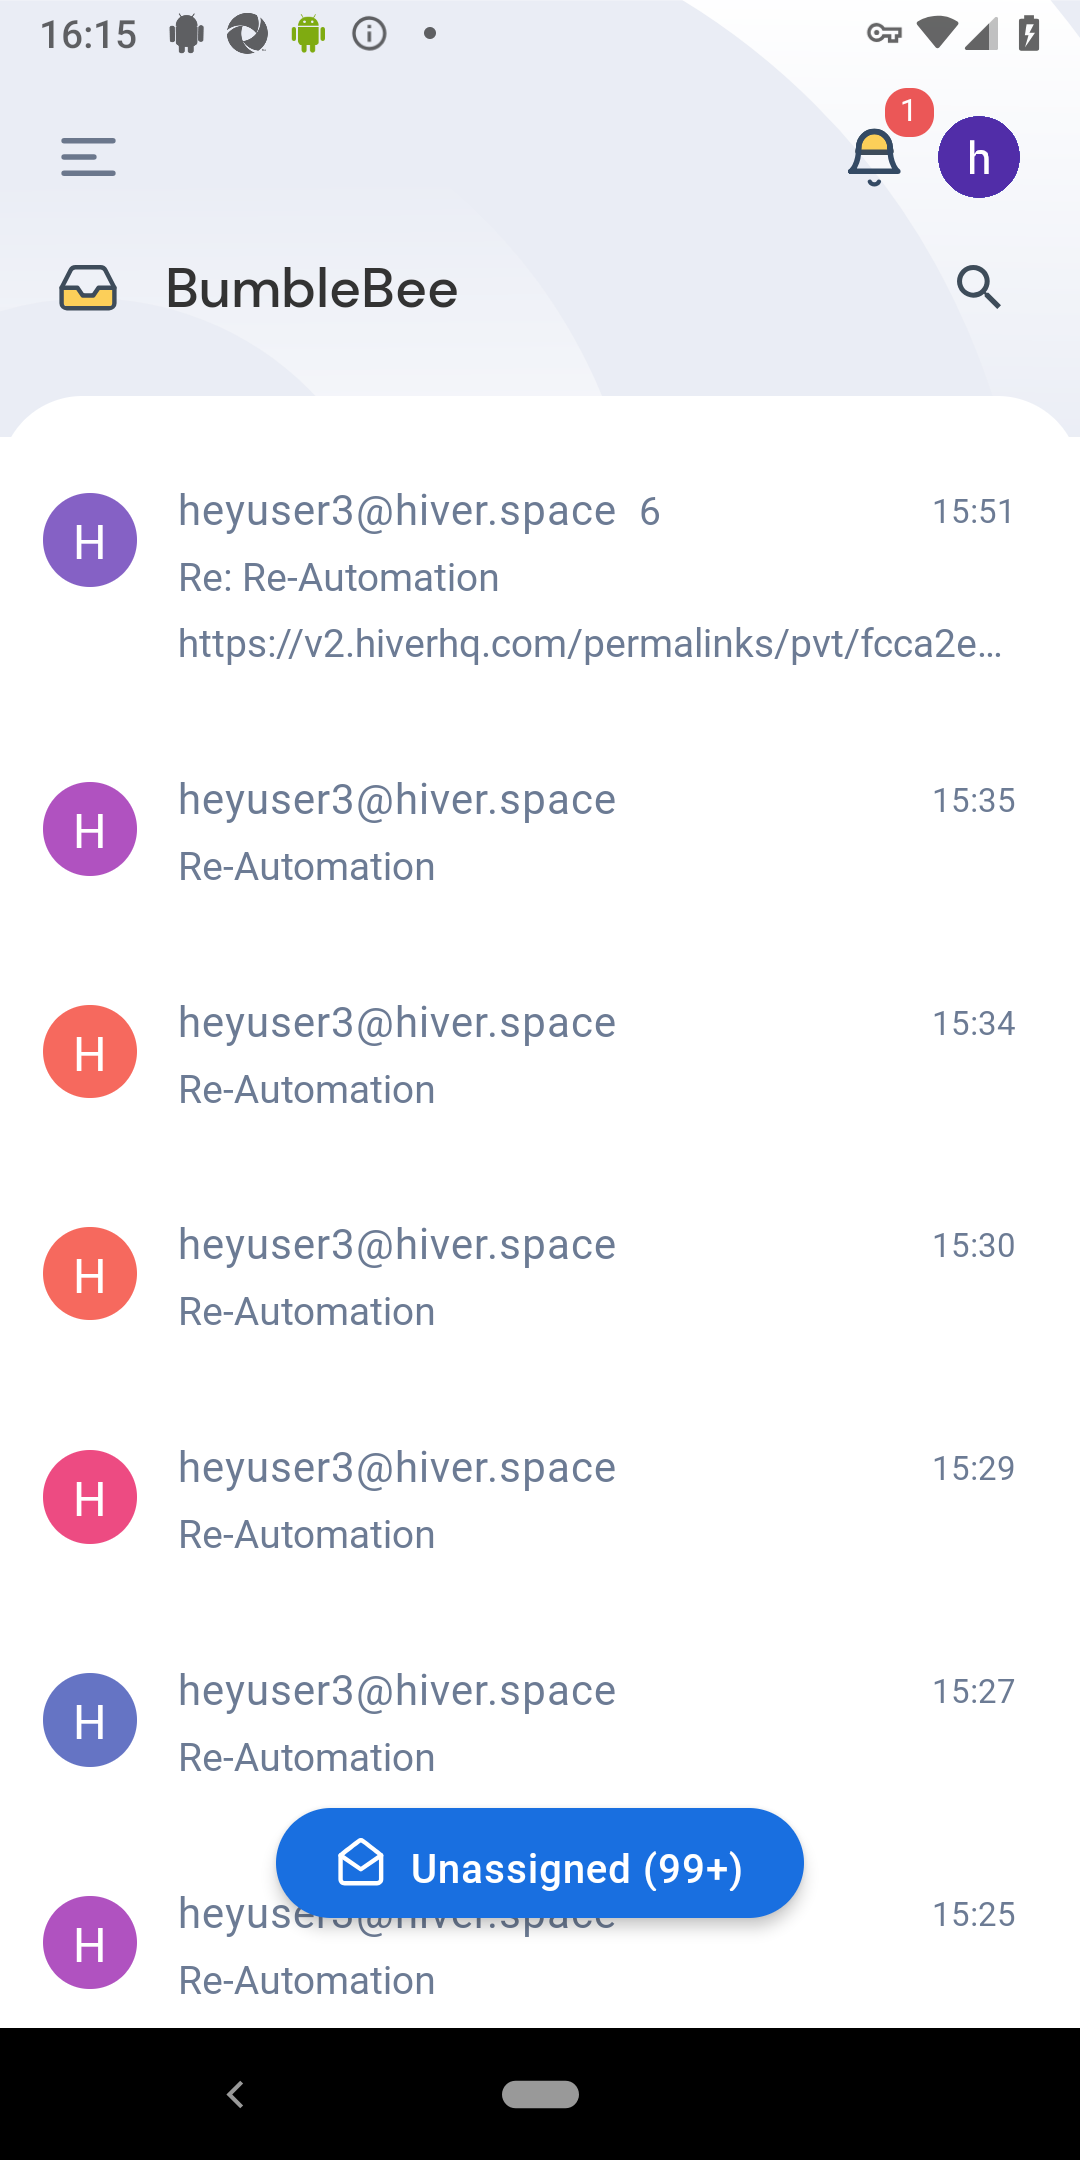 16:15
1
h
BumbleBee
H
heyuser3@hiver.space 6
15:51
Re: Re-Automation
https://v2.hiverhq.com/permalinks/pvt/fcca2e...
H
heyuser3@hiver.space
15:35
Re-Automation
H
heyuser3@hiver.space
15:34
Re-Automation
H
heyuser3@hiver.space
15:30
Re-Automation
H
heyuser3@hiver.space
15:29
Re-Automation
H
heyuser3@hiver.space
15:27
Re-Automation
Unassigned (99+)
H
heyuser3@hiver.space
15:25
Re-Automation